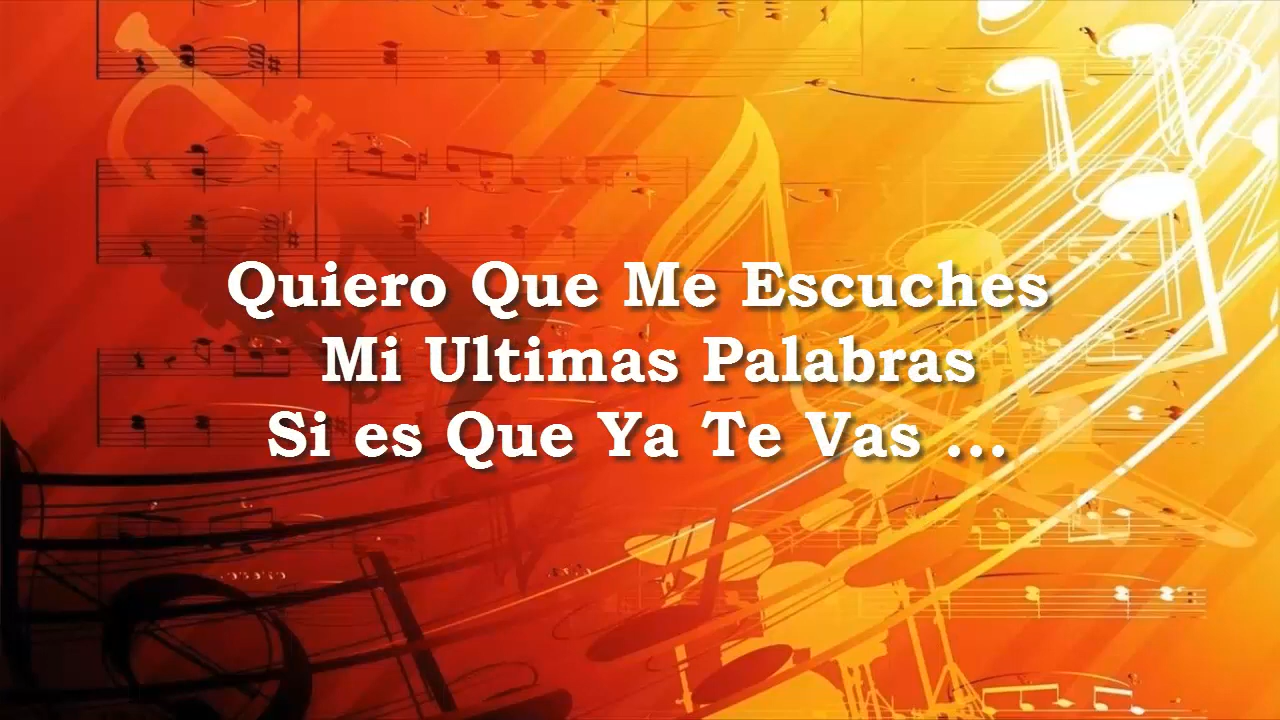 Quiero Que Me Escuches
Mi Ultimas Palabras
Si es Que Ya Te Vas ...